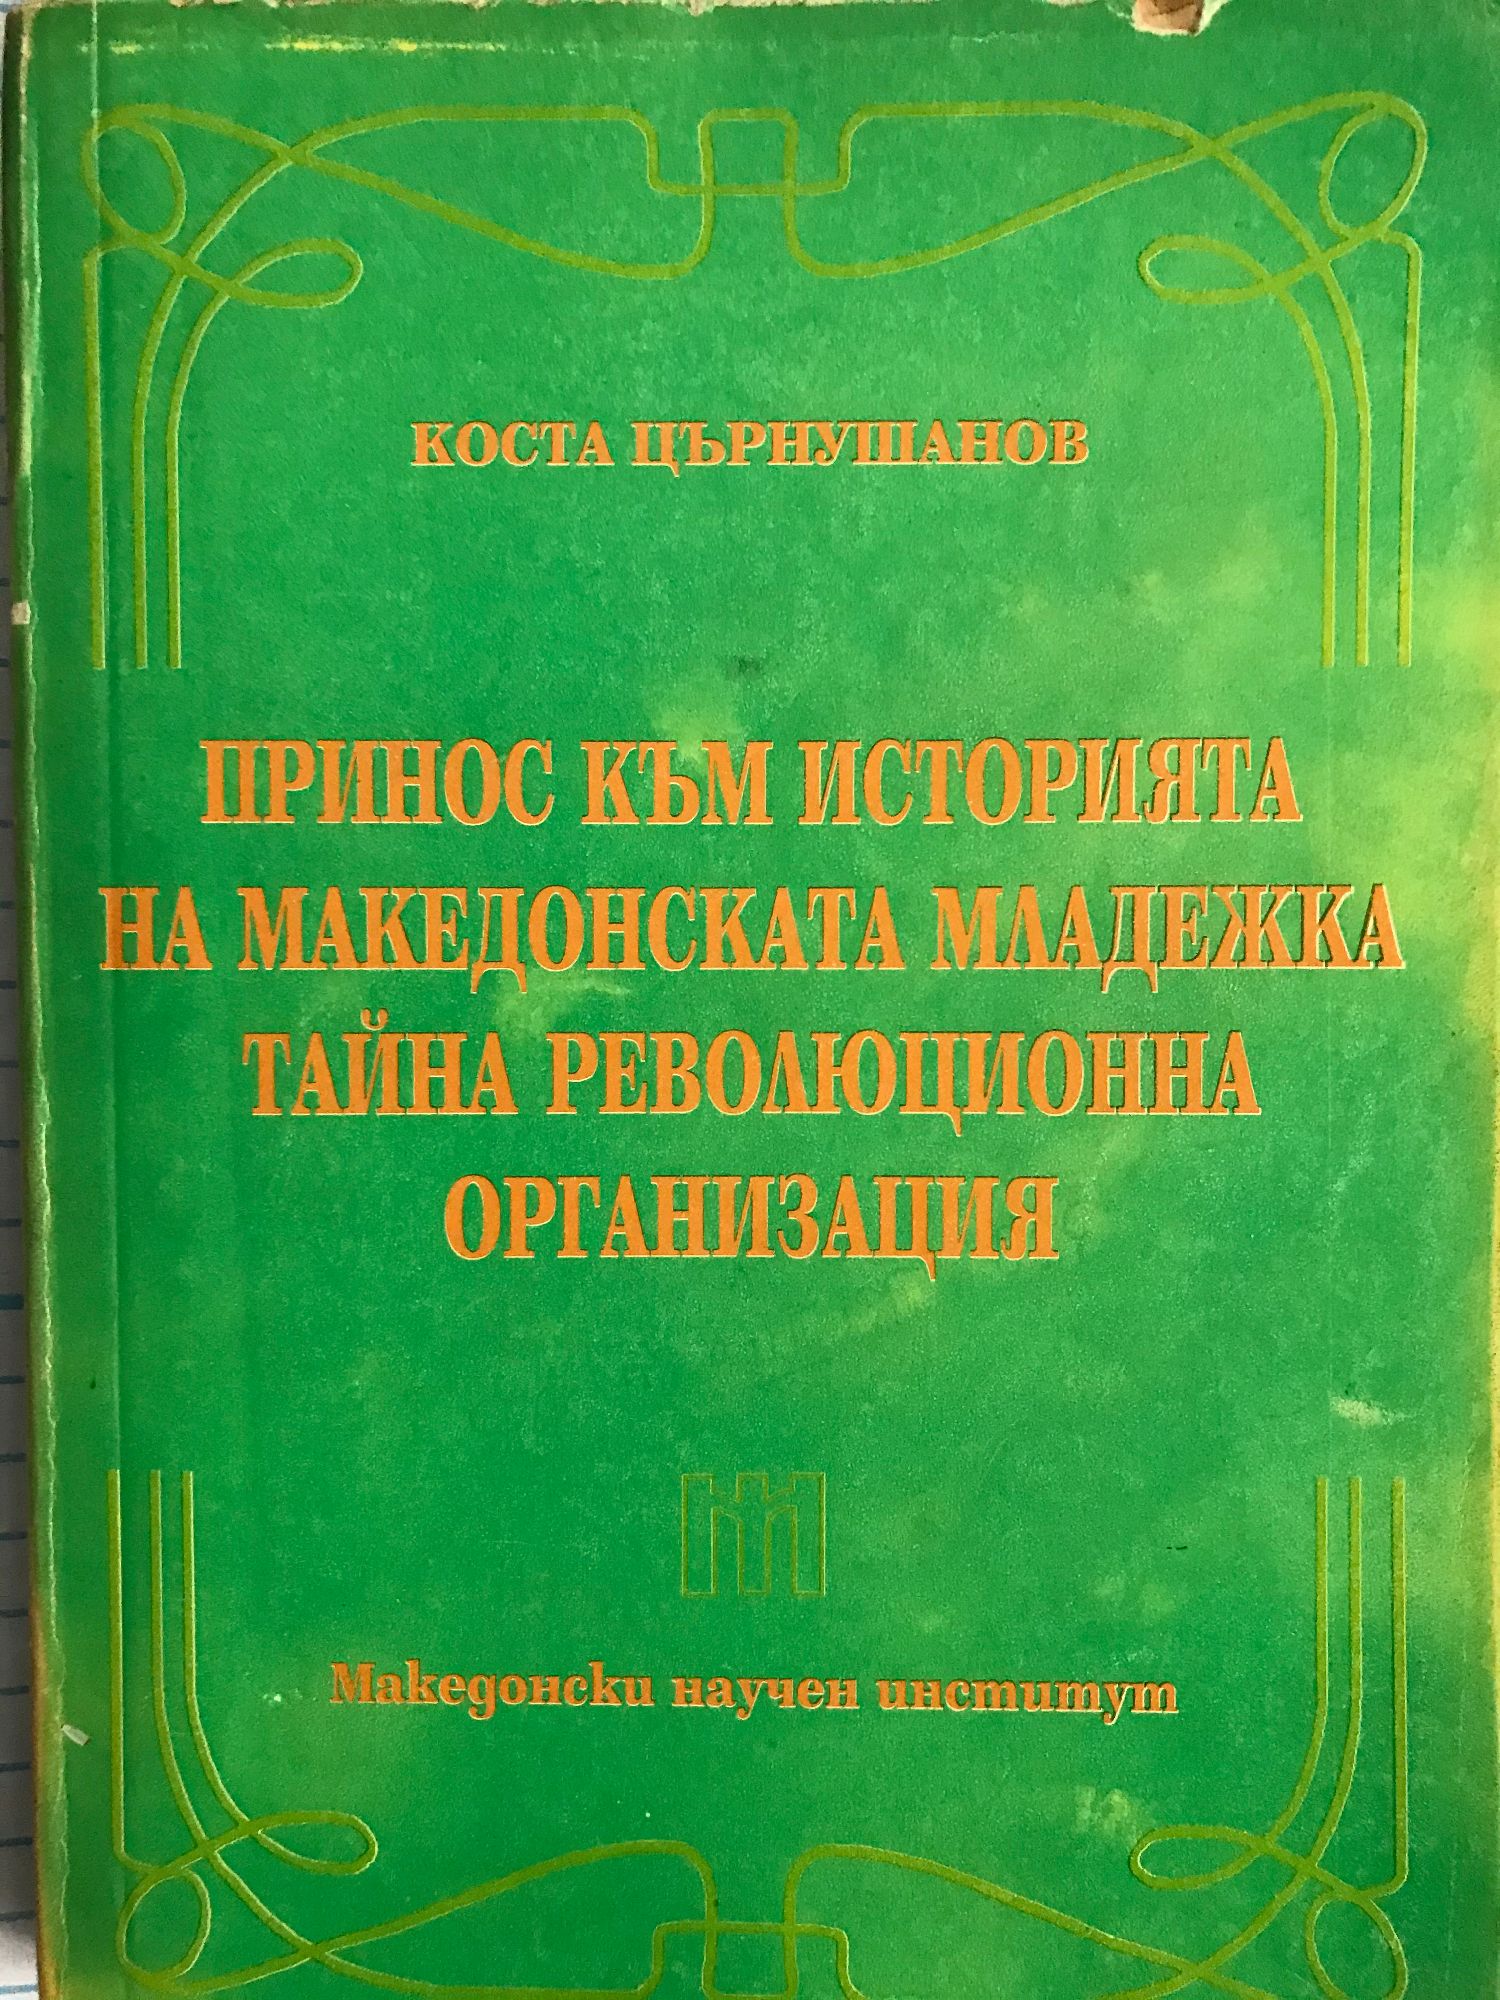 КОСТА ЦЪРНУШАНОВ
ПРИНОС КЪМ ИСТОРИЯТА
НА МАКЕДОНСКАТА МЛАДЕЖКА
ТАЙНА РЕВОЛЮЦИОННА
ОРГАНИЗАЦИЯ
Македонски научен институт